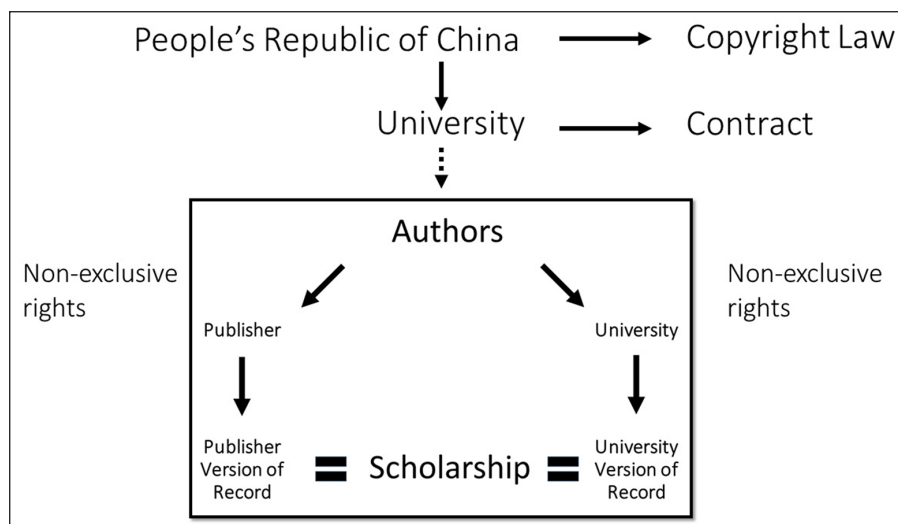 People’s Republic of China
Copyright Law
University
Contract
Authors
Non-exclusive
rights
Non-exclusive
rights
Publisher
University
Publisher
Version of
Record
= Scholarship =
University
Version of
Record